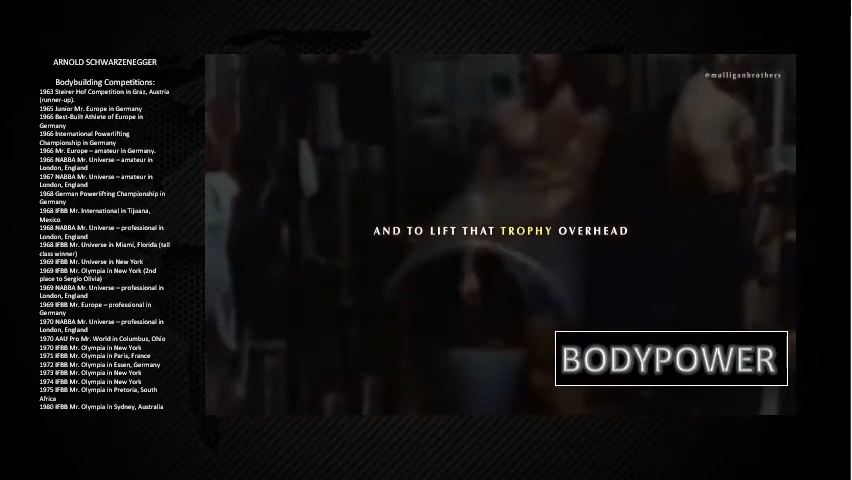 ARNOLD SCHWARZENEGGER
Bodybuilding Competitions:
1963 Steirer Hof Competition in Graz, Austria
(runner-up).
1965 Junior Mr. Europe in Germany
1966 Best-Built Athlete of Europe in
Germany
1966 International Powerlifting
Championship in Germany
1966 Mr. Europe – amateur in Germany.
1966 NABBA Mr. Universe – amateur in
London, England
1967 NABBA Mr. Universe – amateur in
London, England
1968 German Powerlifting Championship in
Germany
1968 IFBB Mr. International in Tijuana,
Mexico
1968 NABBA Mr. Universe – professional in
London, England
1968 IFBB Mr. Universe in Miami, Florida (tall
class winner)
1969 IFBB Mr. Universe in New York
1969 IFBB Mr. Olympia in New York (2nd
place to Sergio Olivia)
1969 NABBA Mr. Universe – professional in
London, England
1969 IFBB Mr. Europe – professional in
Germany
1970 NABBA Mr. Universe – professional in
London, England
1970 AAU Pro Mr. World in Columbus, Ohio
1970 IFBB Mr. Olympia in New York
1971 IFBB Mr. Olympia in Paris, France
1972 IFBB Mr. Olympia in Essen, Germany
1973 IFBB Mr. Olympia in New York
1974 IFBB Mr. Olympia in New York
1975 IFBB Mr. Olympia in Pretoria, South
Africa
1980 IFBB Mr. Olympia in Sydney, Australia
@mulliganbrothers
AND TO LIFT THAT TROPHY OVERHEAD
BODYPOWER